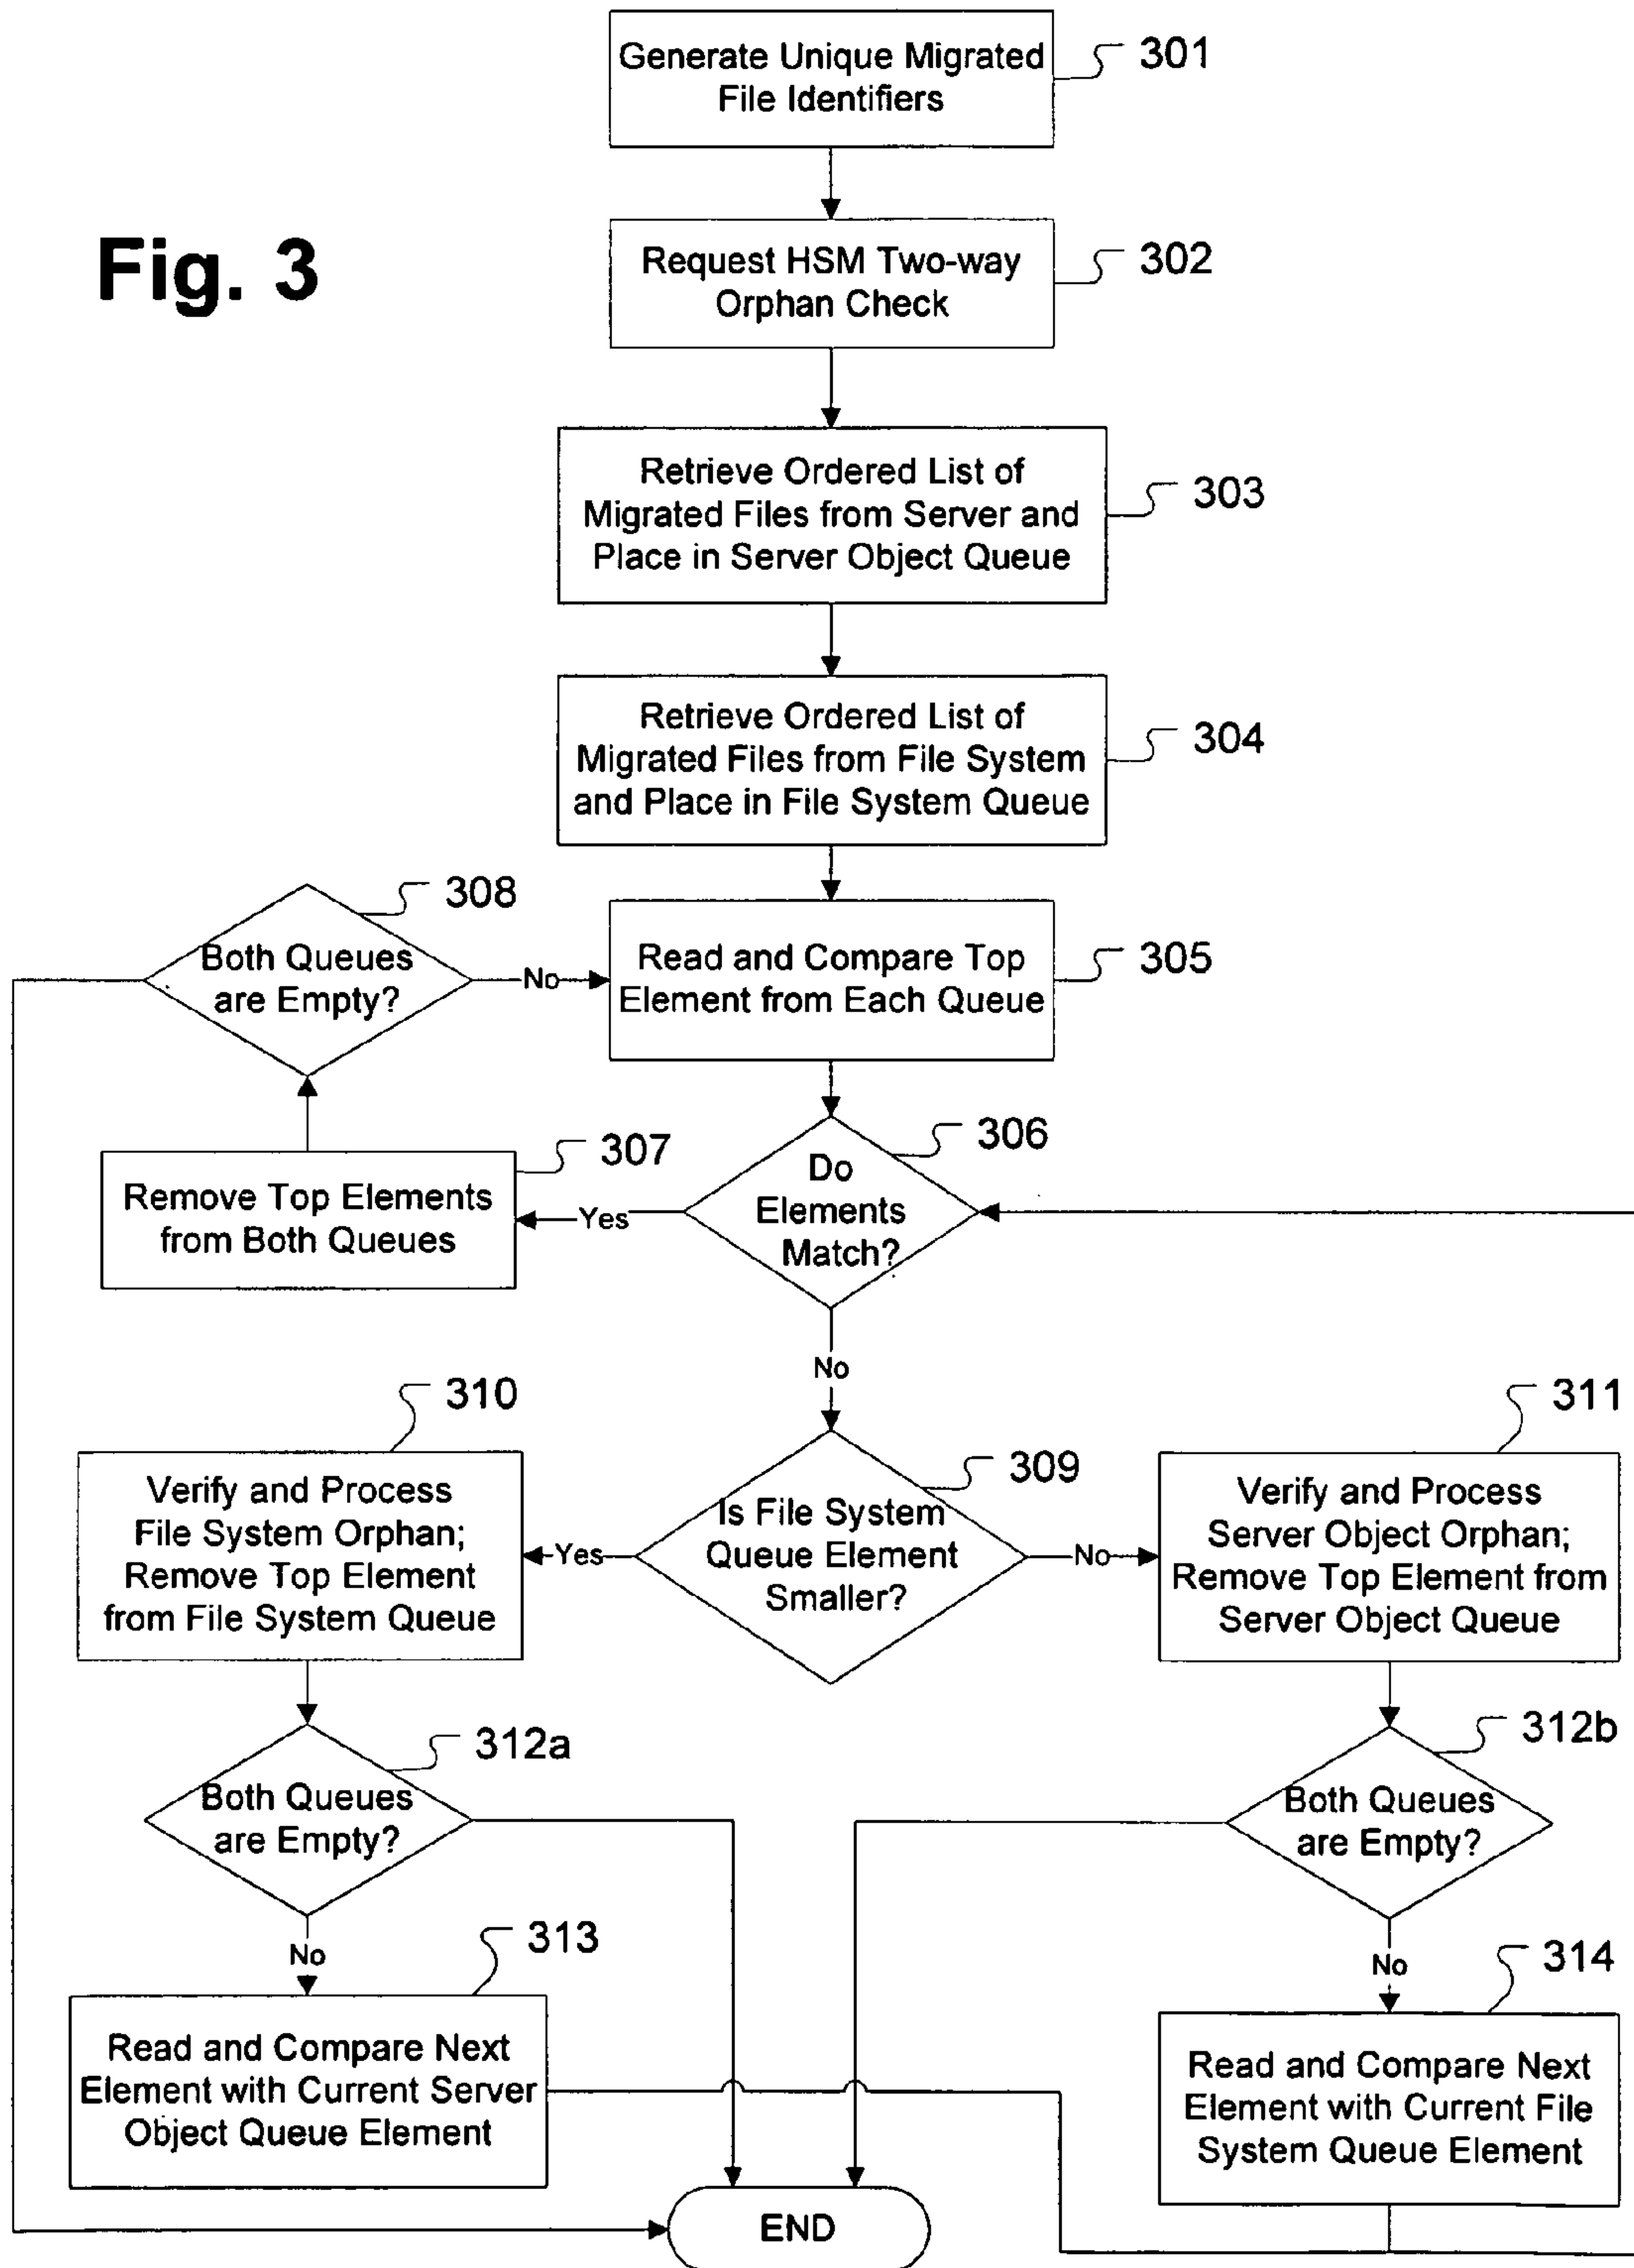 Fig. 3
Generate Unique Migrated
File Identifiers
301
Request HSM Two-way
Orphan Check
302
Retrieve Ordered List of
Migrated Files from Server and
Place in Server Object Queue
303
Retrieve Ordered List of
Migrated Files from File System
and Place in File System Queue
304
308
Both Queues
are Empty?
No
Read and Compare Top
Element from Each Queue
305
306
Do
Elements
Match?
Yes
307
Remove Top Elements
from Both Queues
No
309
Is File System
Queue Element
Smaller?
Yes
No
310
Verify and Process
File System Orphan;
Remove Top Element
from File System Queue
311
Verify and Process
Server Object Orphan;
Remove Top Element from
Server Object Queue
312a
Both Queues
are Empty?
No
312b
Both Queues
are Empty?
No
313
Read and Compare Next
Element with Current Server
Object Queue Element
314
Read and Compare Next
Element with Current File
System Queue Element
END